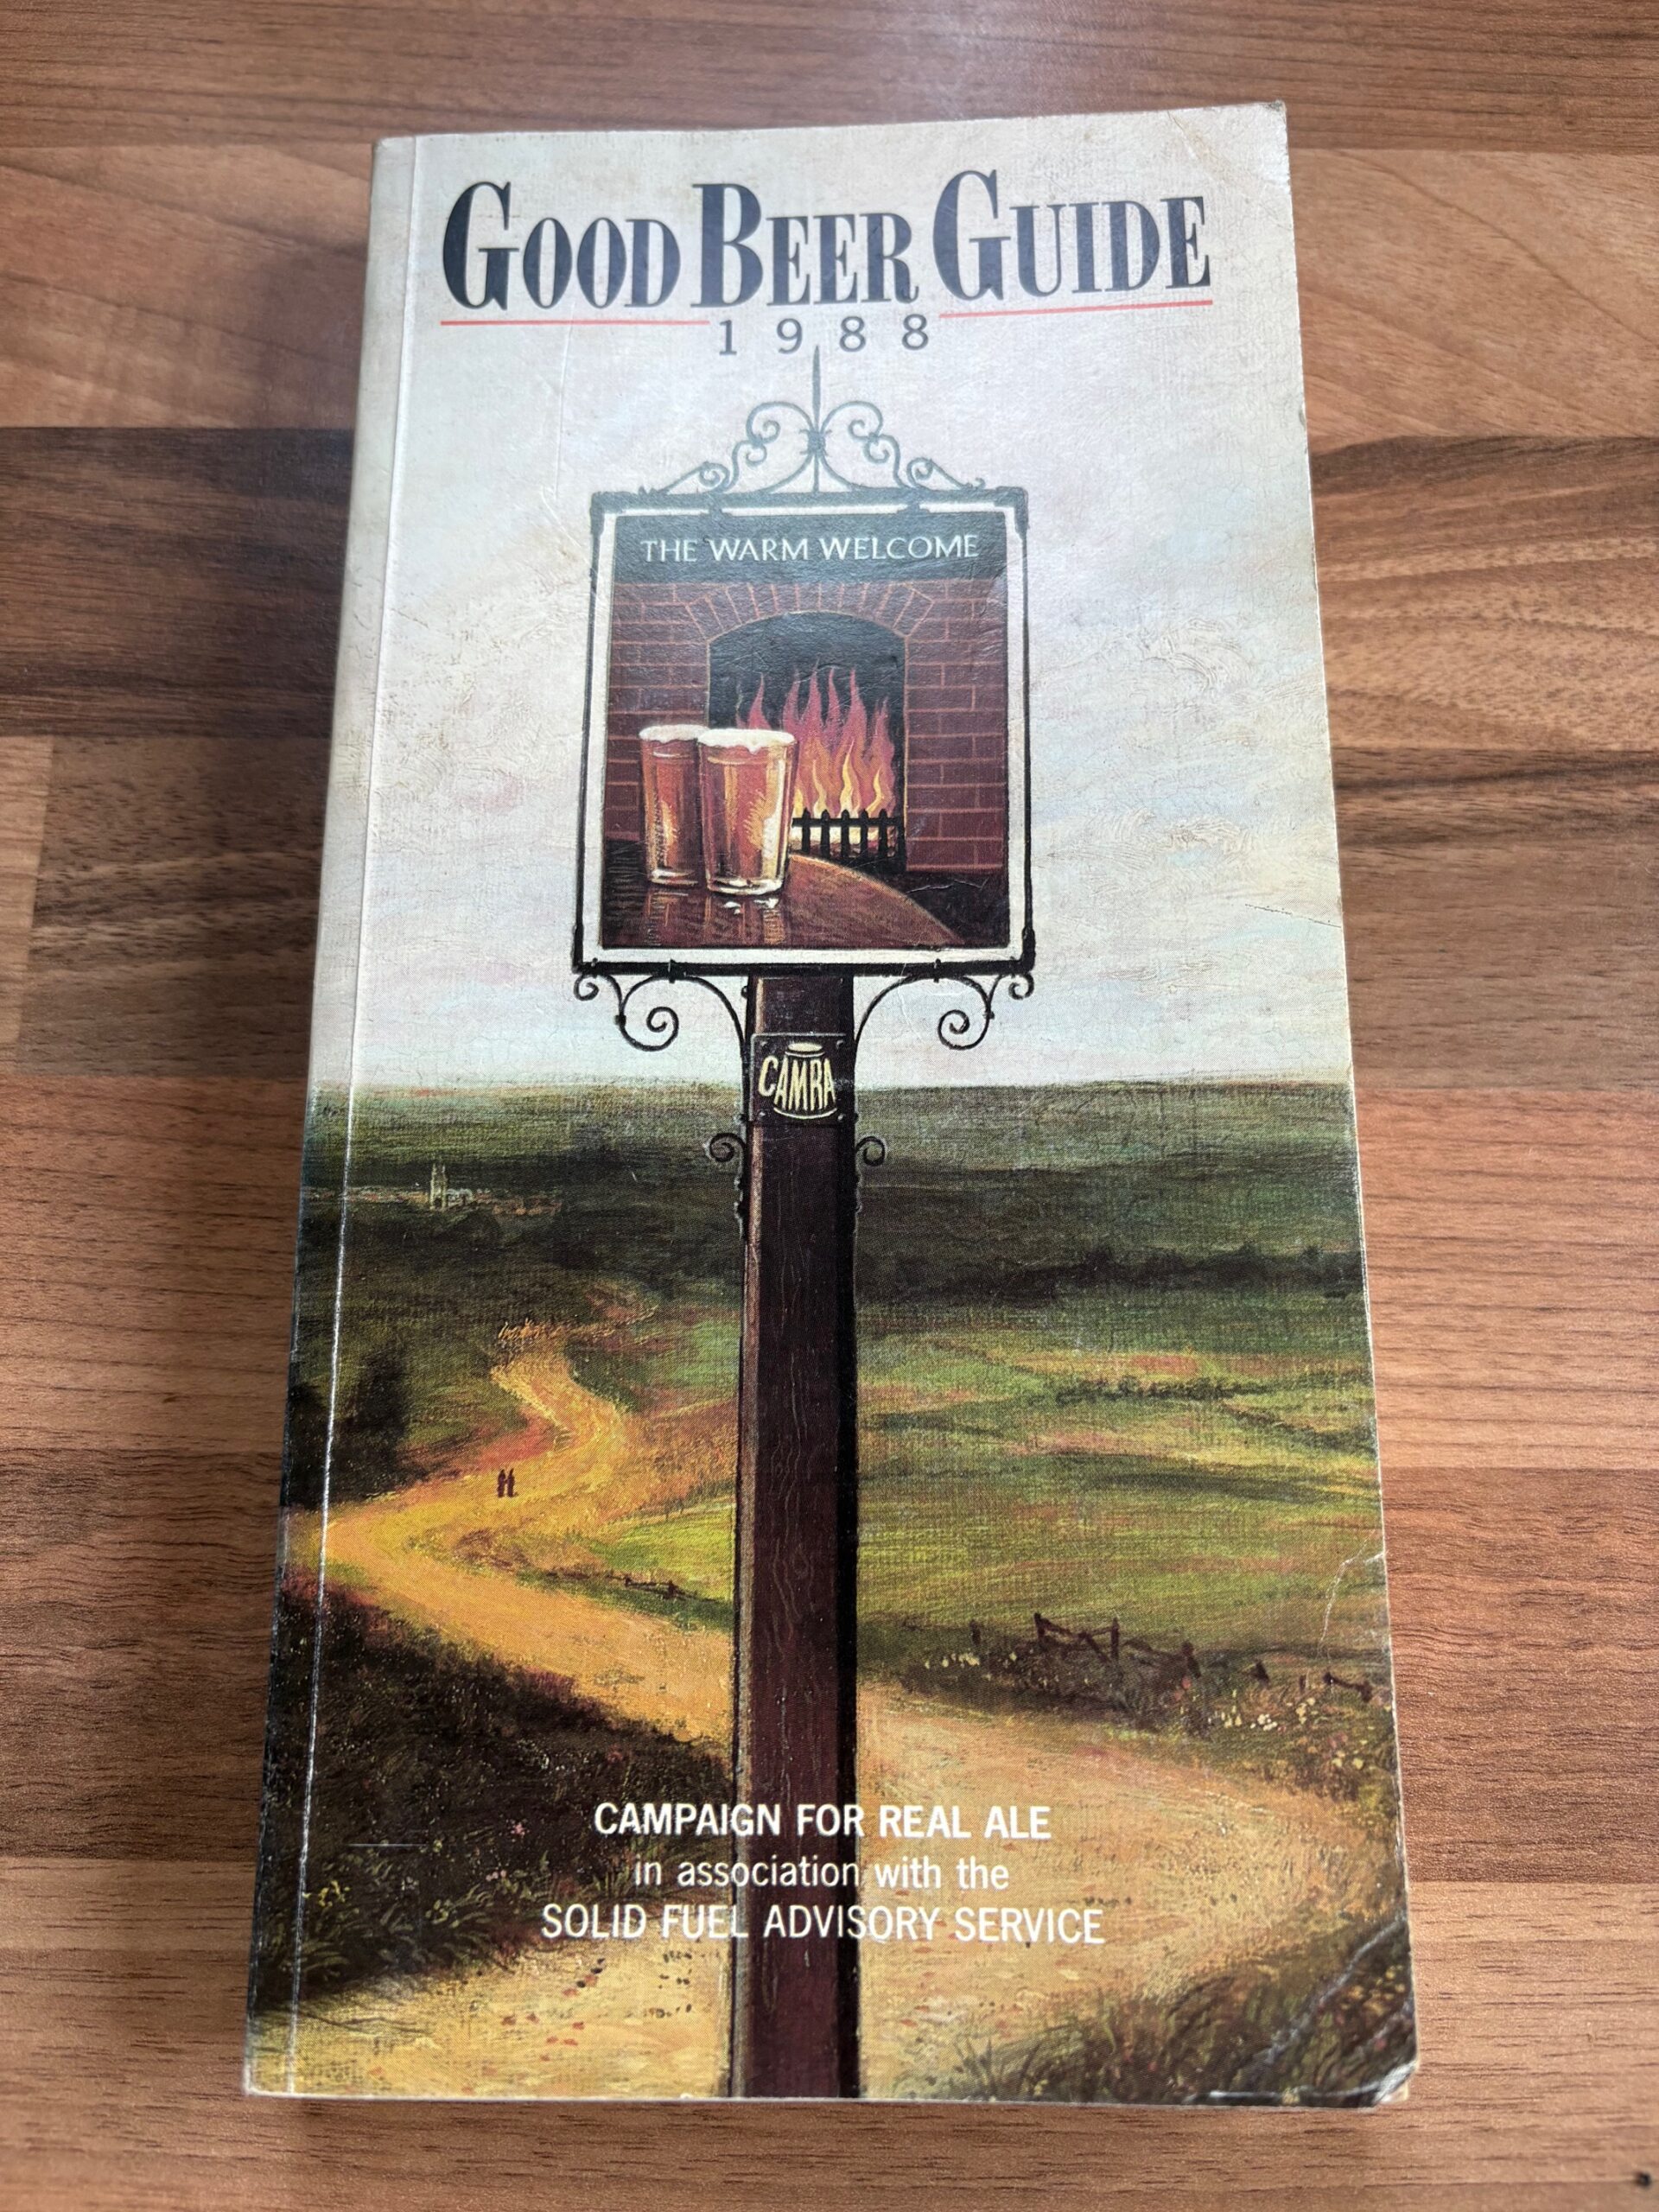 GOOD BEER GUIDE
1988
THE WARM WELCOME
CAMRA
CAMPAIGN FOR REAL ALE
in association with the
SOLID FUEL ADVISORY SERVICE